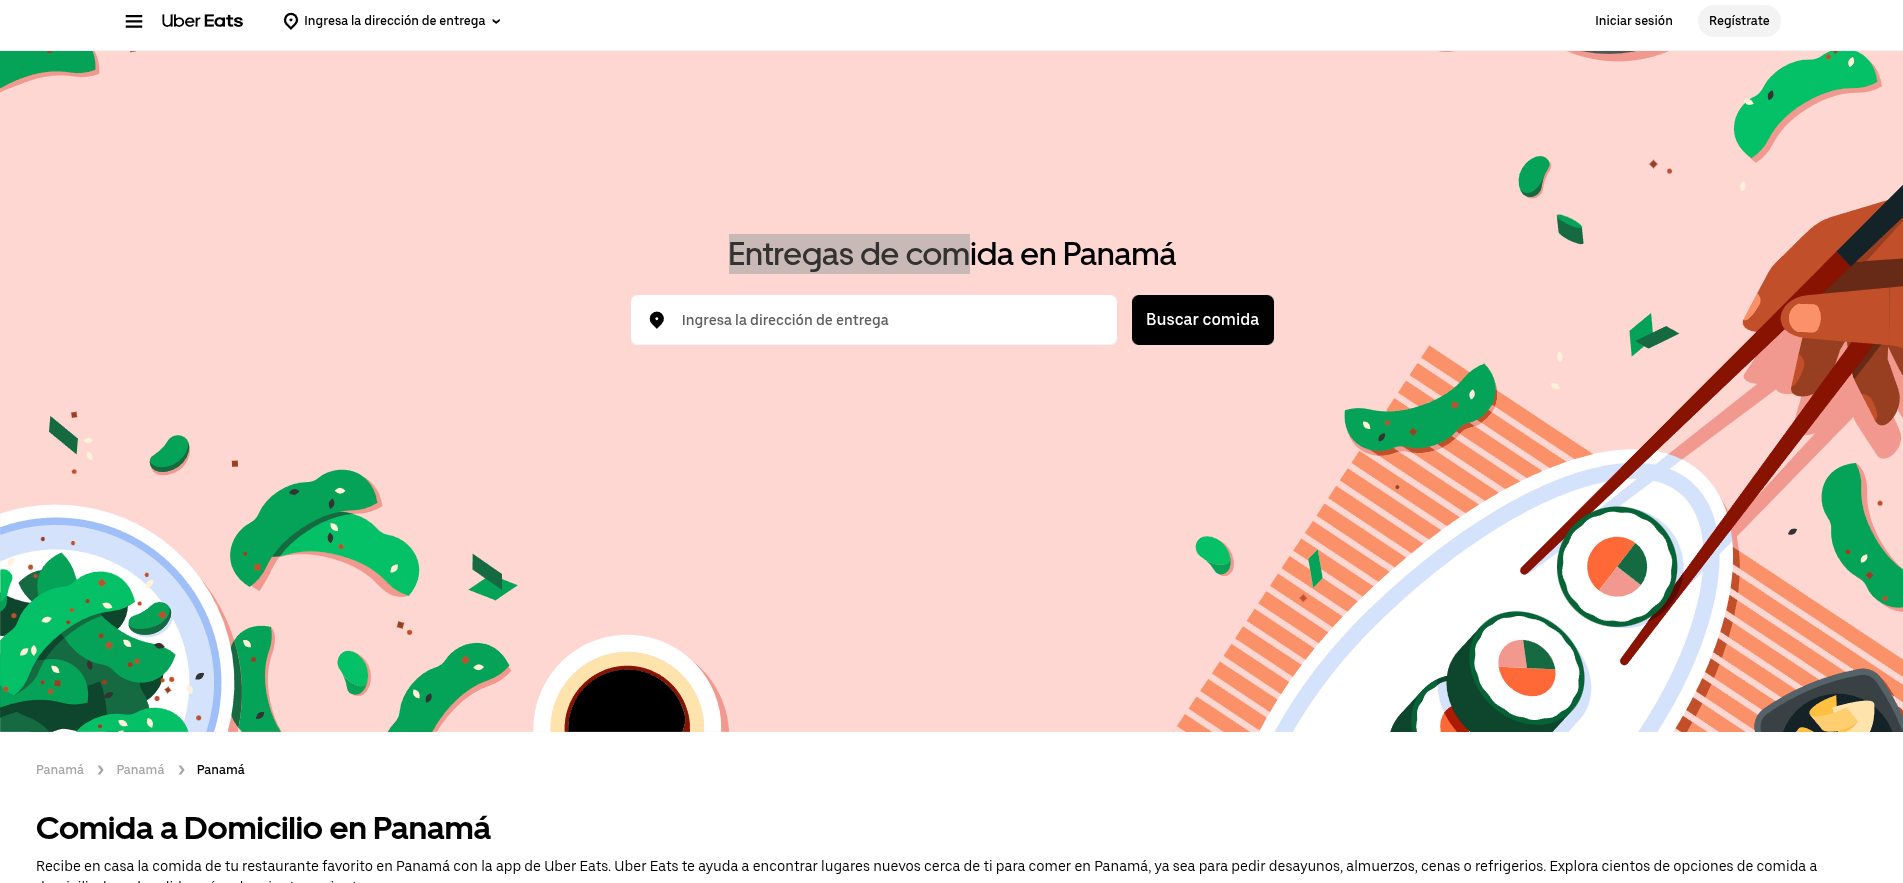 Uber Eats
Ingresa la dirección de entrega
Iniciar sesión
Regístrate
Entregas de comida en Panamá
Ingresa la dirección de entrega
Buscar comida
Panamá > Panamá > Panamá
Comida a Domicilio en Panamá
Recibe en casa la comida de tu restaurante favorito en Panamá con la app de Uber Eats. Uber Eats te ayuda a encontrar lugares nuevos cerca de ti para comer en Panamá, ya sea para pedir desayunos, almuerzos, cenas o refrigerios. Explora cientos de opciones de comida a